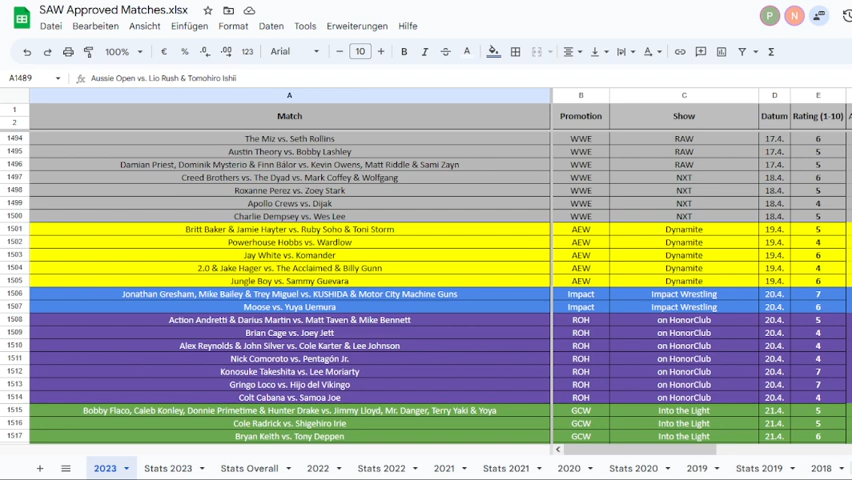 SAW Approved Matches.xlsx
P N
Datei Bearbeiten Ansicht Einfügen Format Daten Tools Erweiterungen Hilfe
100% € % .0 .00 123 Arial − 10 + B I S A Σ
A1489 fx Aussie Open vs. Lio Rush & Tomohiro Ishii
A B C D E
1
2 Match Promotion Show Datum Rating (1-10)
1494 The Miz vs. Seth Rollins WWE RAW 17.4. 6
1495 Austin Theory vs. Bobby Lashley WWE RAW 17.4. 5
1496 Damian Priest, Dominik Mysterio & Finn Bálor vs. Kevin Owens, Matt Riddle & Sami Zayn WWE RAW 17.4. 5
1497 Creed Brothers vs. The Dyad vs. Mark Coffey & Wolfgang WWE NXT 18.4. 6
1498 Roxanne Perez vs. Zoey Stark WWE NXT 18.4. 5
1499 Apollo Crews vs. Dijak WWE NXT 18.4. 4
1500 Charlie Dempsey vs. Wes Lee WWE NXT 18.4. 5
1501 Britt Baker & Jamie Hayter vs. Ruby Soho & Toni Storm AEW Dynamite 19.4. 5
1502 Powerhouse Hobbs vs. Wardlow AEW Dynamite 19.4. 4
1503 Jay White vs. Komander AEW Dynamite 19.4. 6
1504 2.0 & Jake Hager vs. The Acclaimed & Billy Gunn AEW Dynamite 19.4. 4
1505 Jungle Boy vs. Sammy Guevara AEW Dynamite 19.4. 6
1506 Jonathan Gresham, Mike Bailey & Trey Miguel vs. KUSHIDA & Motor City Machine Guns Impact Impact Wrestling 20.4. 7
1507 Moose vs. Yuya Uemura Impact Impact Wrestling 20.4. 6
1508 Action Andretti & Darius Martin vs. Matt Taven & Mike Bennett ROH on HonorClub 20.4. 5
1509 Brian Cage vs. Joey Jett ROH on HonorClub 20.4. 4
1510 Alex Reynolds & John Silver vs. Cole Karter & Lee Johnson ROH on HonorClub 20.4. 4
1511 Nick Comoroto vs. Pentagón Jr. ROH on HonorClub 20.4. 4
1512 Konosuke Takeshita vs. Lee Moriarty ROH on HonorClub 20.4. 7
1513 Gringo Loco vs. Hijo del Vikingo ROH on HonorClub 20.4. 7
1514 Colt Cabana vs. Samoa Joe ROH on HonorClub 20.4. 4
1515 Bobby Flaco, Caleb Konley, Donnie Primetime & Hunter Drake vs. Jimmy Lloyd, Mr. Danger, Terry Yaki & Yoya GCW Into the Light 21.4. 5
1516 Cole Radrick vs. Shigehiro Irie GCW Into the Light 21.4. 5
1517 Bryan Keith vs. Tony Deppen GCW Into the Light 21.4. 6
2023 Stats 2023 Stats Overall 2022 Stats 2022 2021 Stats 2021 2020 Stats 2020 2019 Stats 2019 2018